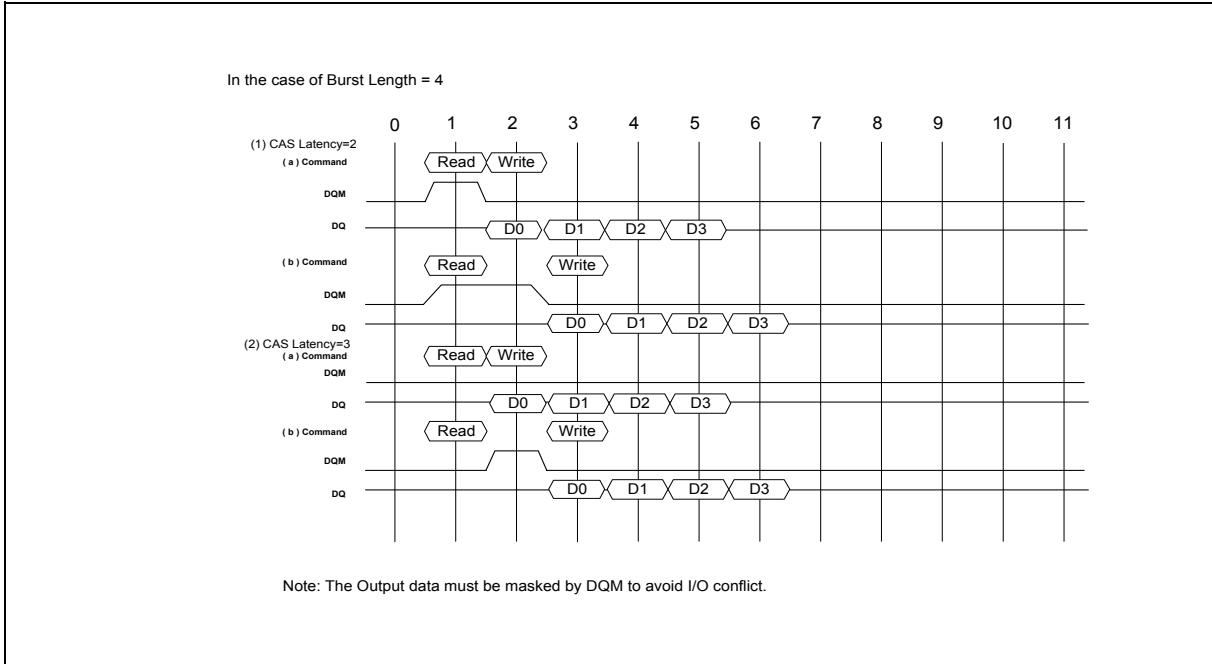 In the case of Burst Length = 4
0 1 2 3 4 5 6 7 8 9 10 11
(1) CAS Latency=2
( a ) Command Read Write
DQM
DQ D0 D1 D2 D3
( b ) Command Read Write
DQM
DQ D0 D1 D2 D3
(2) CAS Latency=3
( a ) Command Read Write
DQM
DQ D0 D1 D2 D3
( b ) Command Read Write
DQM
DQ D0 D1 D2 D3
Note: The Output data must be masked by DQM to avoid I/O conflict.